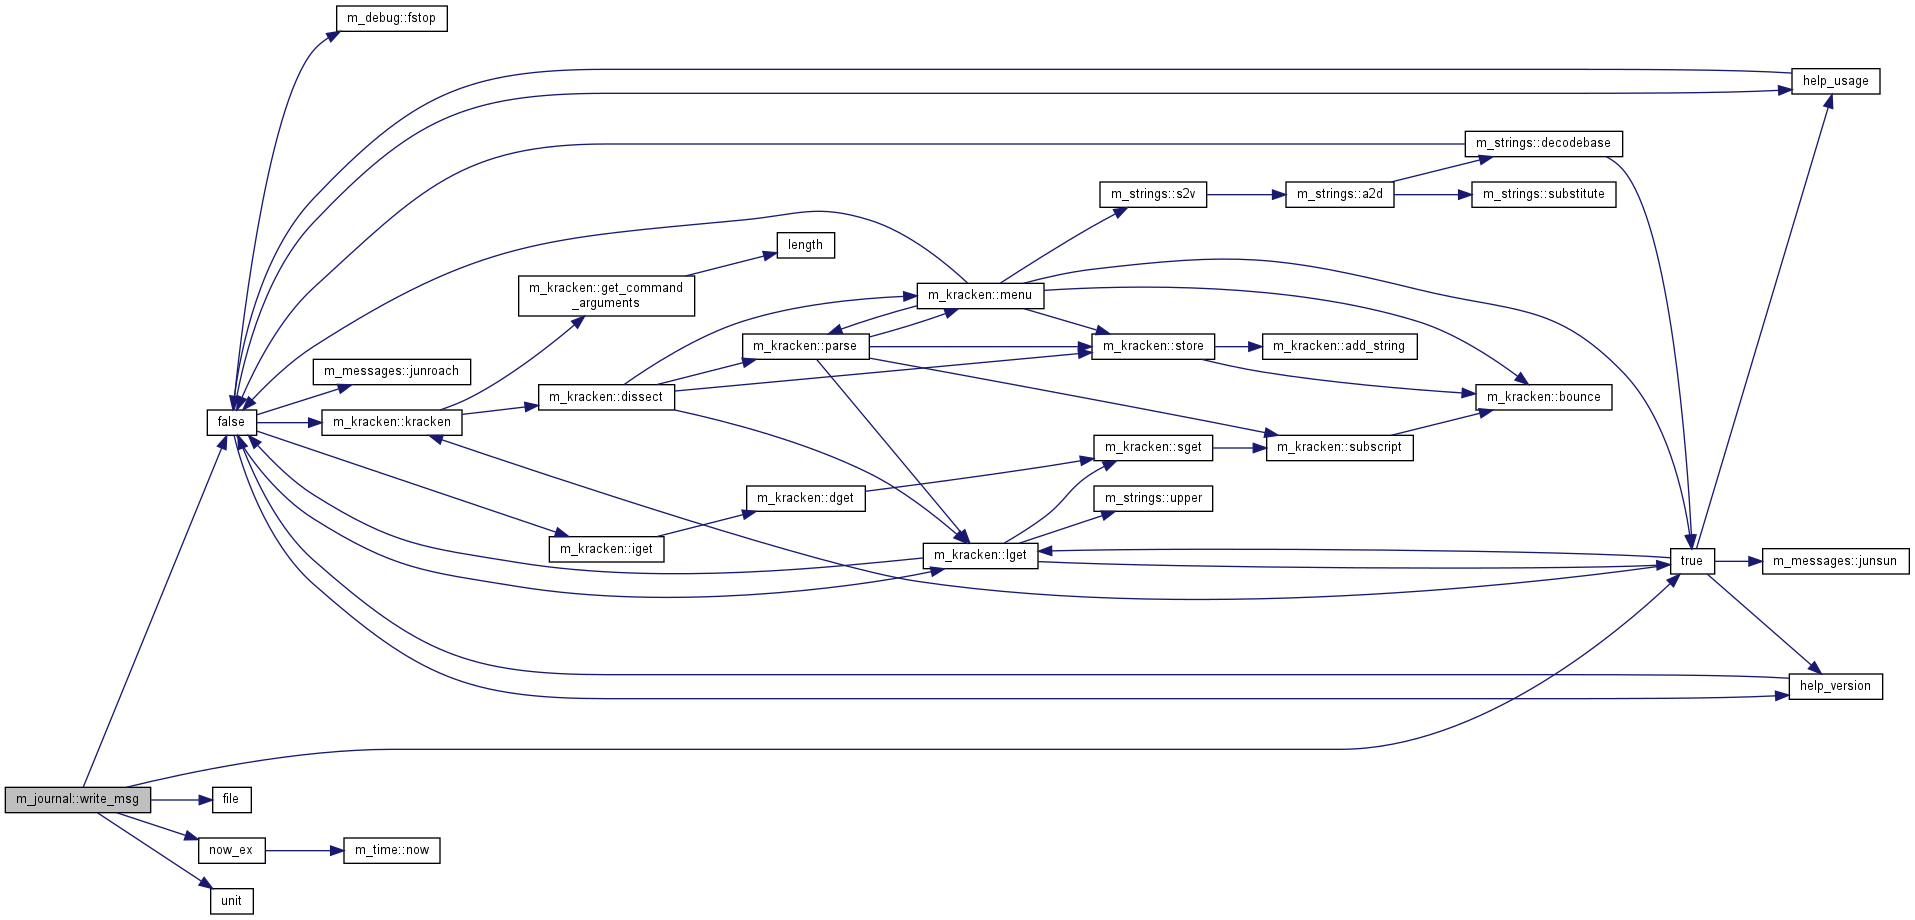 m_debug::fstop
help_usage
m_strings::decodebase
m_strings::s2v
m_strings::a2d
m_strings::substitute
length
m_kracken::get_command
_arguments
m_kracken::menu
m_kracken::parse
m_kracken::store
m_kracken::add_string
m_messages::junroach
m_kracken::dissect
m_kracken::bounce
false
m_kracken::kracken
m_kracken::sget
m_kracken::subscript
m_kracken::dget
m_strings::upper
m_kracken::iget
m_kracken::lget
true
m_messages::junsun
help_version
m_journal::write_msg
file
now_ex
m_time::now
unit